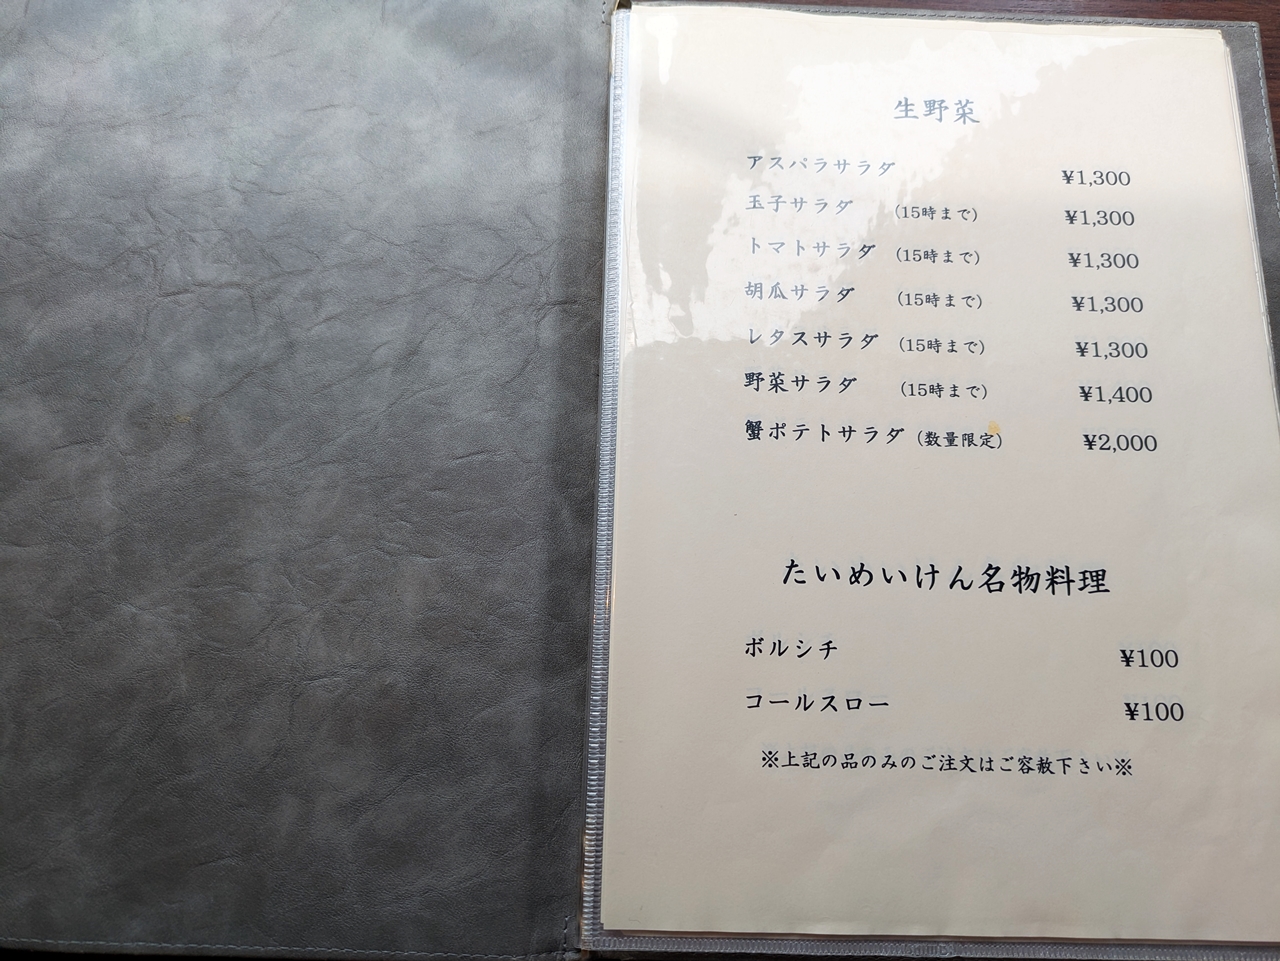 生野菜
アスパラサラダ ¥1,300
玉子サラダ (15時まで) ¥1,300
トマトサラダ (15時まで) ¥1,300
胡瓜サラダ (15時まで) ¥1,300
レタスサラダ (15時まで) ¥1,300
野菜サラダ (15時まで) ¥1,400
蟹ポテトサラダ (数量限定) ¥2,000
たいめいけん名物料理
ボルシチ ¥100
コールスロー ¥100
※上記の品のみのご注文はご容赦下さい※